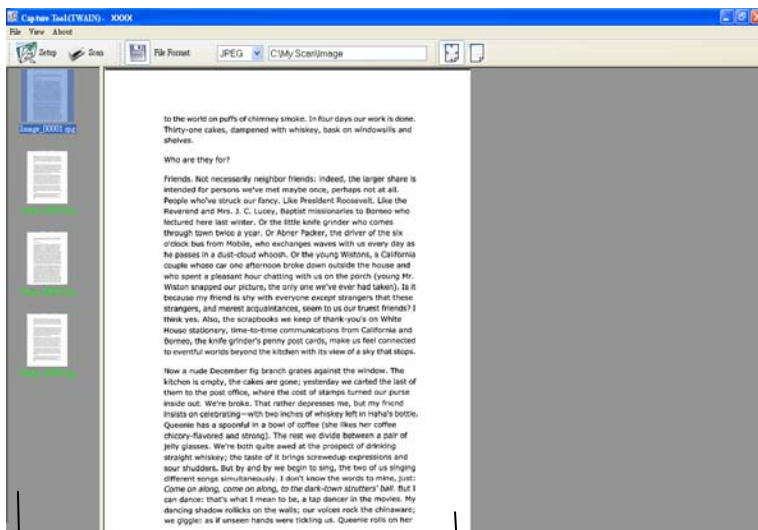 Capture Tool(TWAIN) - XXXX
File View About
Setup Scan File Format JPEG C:\My Scan\Image
Image_00001.jpg
to the world on puffs of chimney smoke. In four days our work is done.
Thirty-one cakes, dampened with whiskey, bask on windowsills and
shelves.
Who are they for?
Friends. Not necessarily neighbor friends: indeed, the larger share is
intended for persons we've met maybe once, perhaps not at all.
People who've struck our fancy. Like President Roosevelt. Like the
Reverend and Mrs. J. C. Lucey, Baptist missionaries to Borneo who
lectured here last winter. Or the little knife grinder who comes
through town twice a year. Or Abner Packer, the driver of the six
o'clock bus from Mobile, who exchanges waves with us every day as
he passes in a dust-cloud whoosh. Or the young Wistons, a California
couple whose car one afternoon broke down outside the house and
who spent a pleasant hour chatting with us on the porch (young Mr.
Wiston snapped our picture, the only one we've ever had taken). Is it
because my friend is shy with everyone except strangers that these
strangers, and merest acquaintances, seem to us our truest friends? I
think yes. Also, the scrapbooks we keep of thank-you's on White
House stationery, time-to-time communications from California and
Borneo, the knife grinder's penny post cards, make us feel connected
to eventful worlds beyond the kitchen with its view of a sky that stops.
Now a nude December fig branch grates against the window. The
kitchen is empty, the cakes are gone; yesterday we carted the last of
them to the post office, where the cost of stamps turned our purse
inside out. We're broke. That rather depresses me, but my friend
insists on celebrating—with two inches of whiskey left in Haha's bottle.
Queenie has a spoonful in a bowl of coffee (she likes her coffee
chicory-flavored and strong). The rest we divide between a pair of
jelly glasses. We're both quite awed at the prospect of drinking
straight whiskey; the taste of it brings screwedup expressions and
sour shudders. But by and by we begin to sing, the two of us singing
different songs simultaneously. I don't know the words to mine, just:
Come on along, come on along, to the dark-town strutters' ball. But I
can dance: that's what I mean to be, a tap dancer in the movies. My
dancing shadow rollicks on the walls; our voices rock the chinaware;
we giggle: as if unseen hands were tickling us. Queenie rolls on her